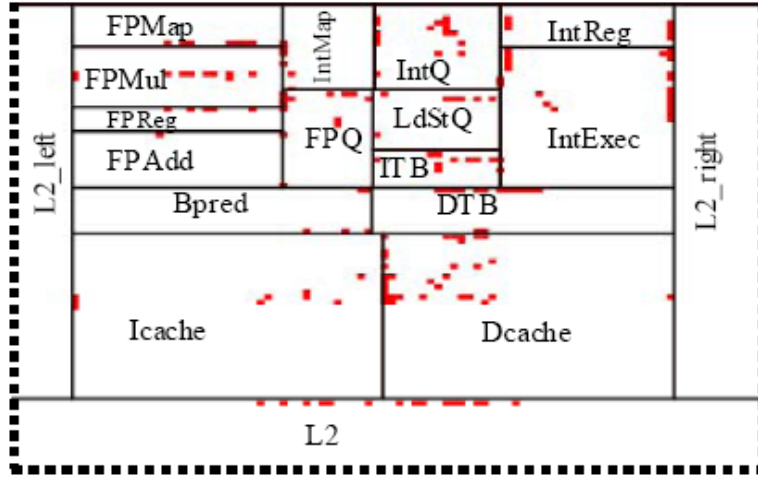 FPMap
IntMap
IntReg
FPMul
IntQ
FPReg
LdStQ
FPQ
IntExec
FPAdd
ITB
L2_left
L2_right
Bpred
DTB
Icache
Dcache
L2